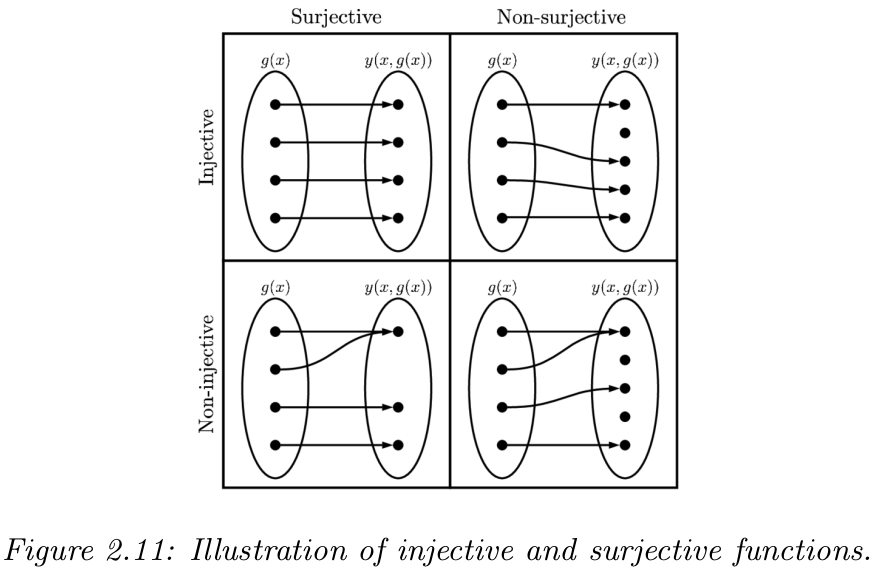 Surjective Non-surjective
Injective
g(x) y(x, g(x)) g(x) y(x, g(x))
Non-injective
g(x) y(x, g(x)) g(x) y(x, g(x))
Figure 2.11: Illustration of injective and surjective functions.